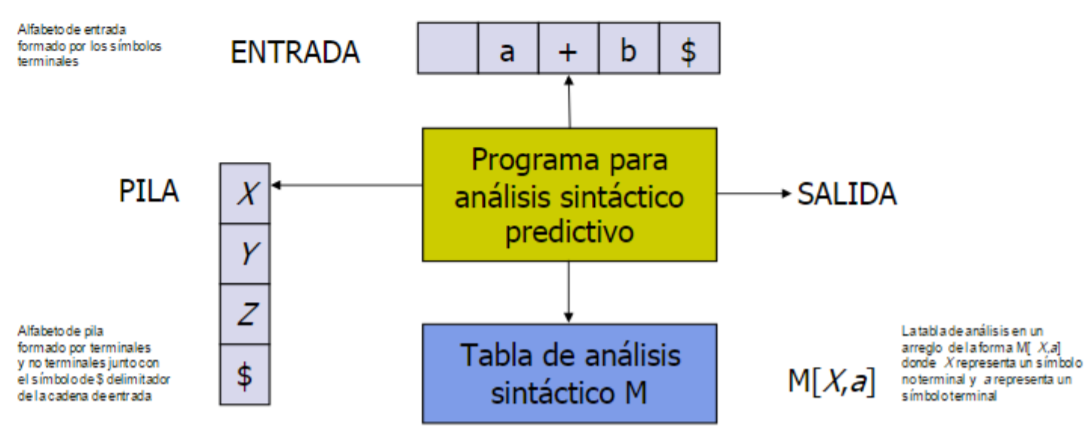 Alfabeto de entrada
formado por los símbolos
terminales
ENTRADA
a + b $
Programa para
análisis sintáctico
predictivo
PILA
X
Y
Z
$
SALIDA
Alfabeto de pila
formado por terminales
y no terminales junto con
el símbolo de $ delimitador
de la cadena de entrada
Tabla de análisis
sintáctico M
M[X,a]
La tabla de análisis en un
arreglo de la forma M[ X,a]
donde X representa un símbolo
no terminal y a representa un
símbolo terminal